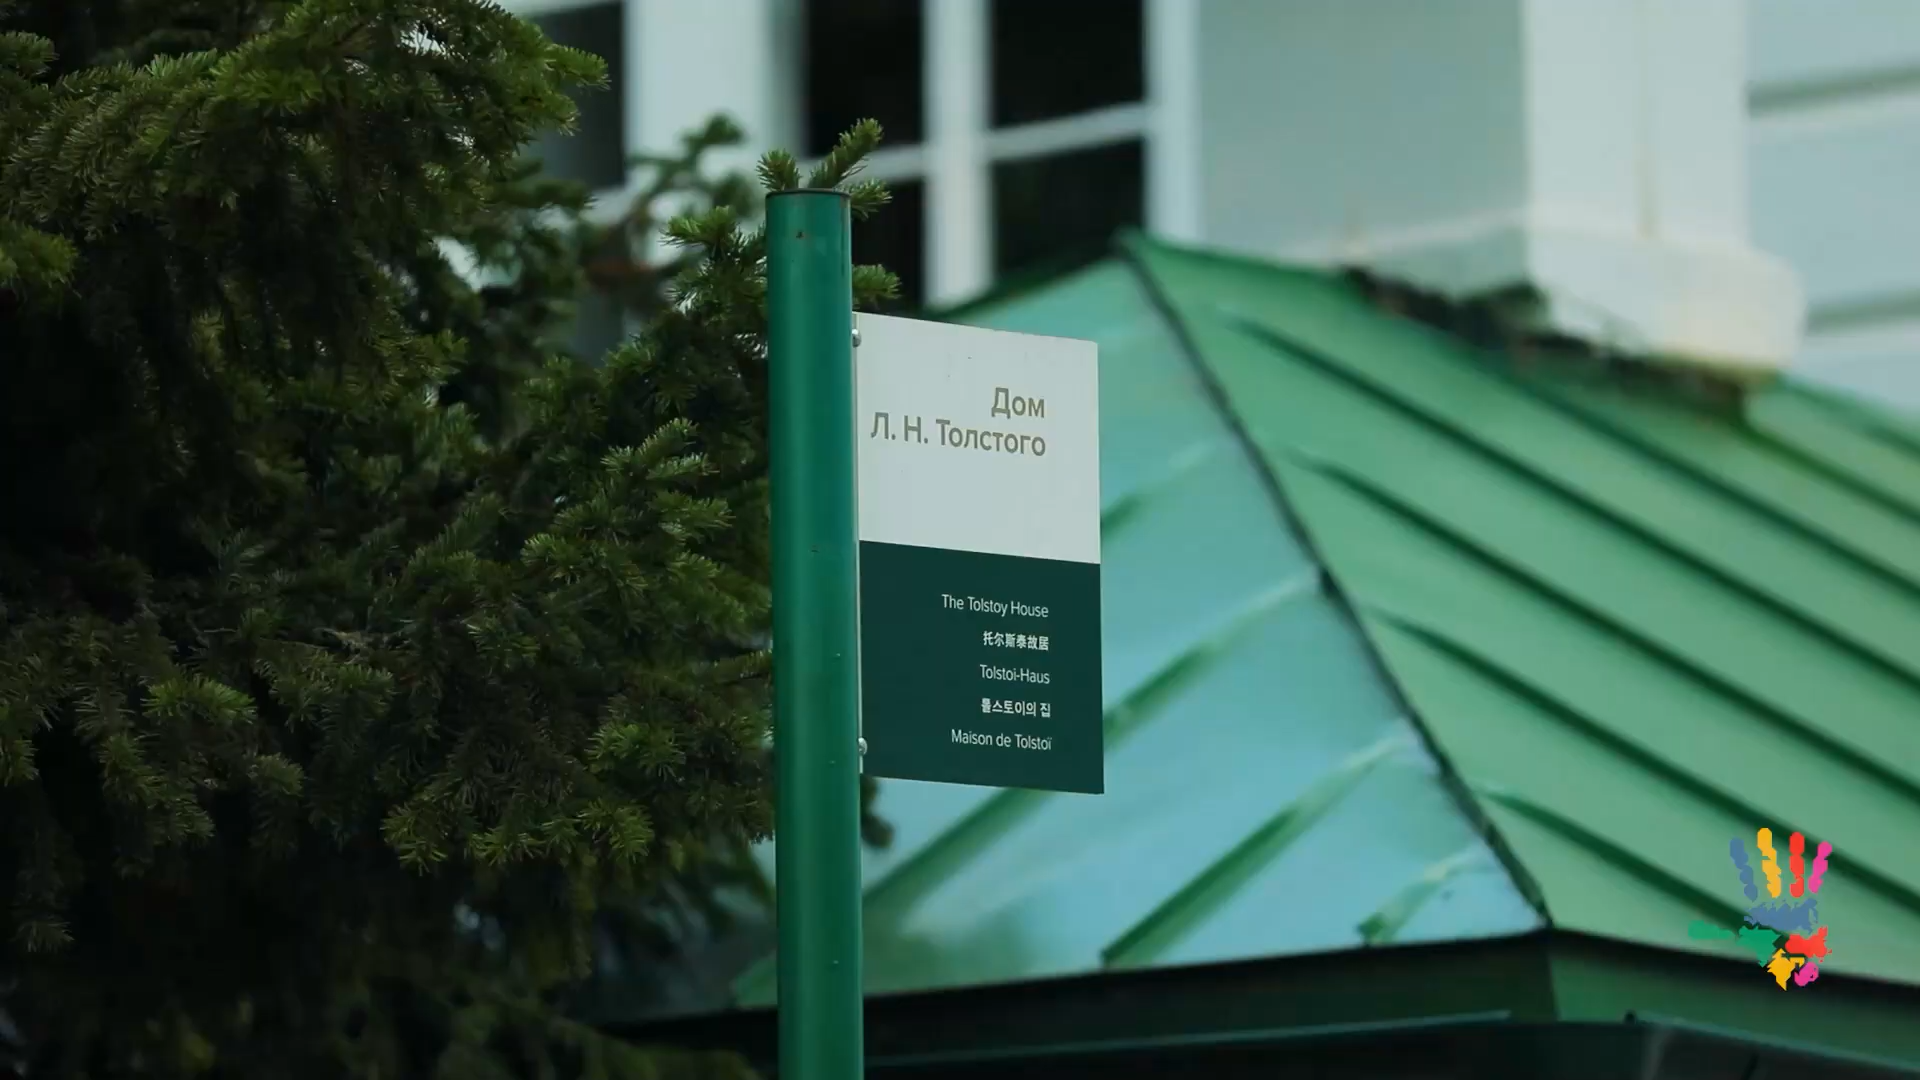 Дом
Л. Н. Толстого
The Tolstoy House
托尔斯泰故居
Tolstoi-Haus
톨스토이의 집
Maison de Tolstoï